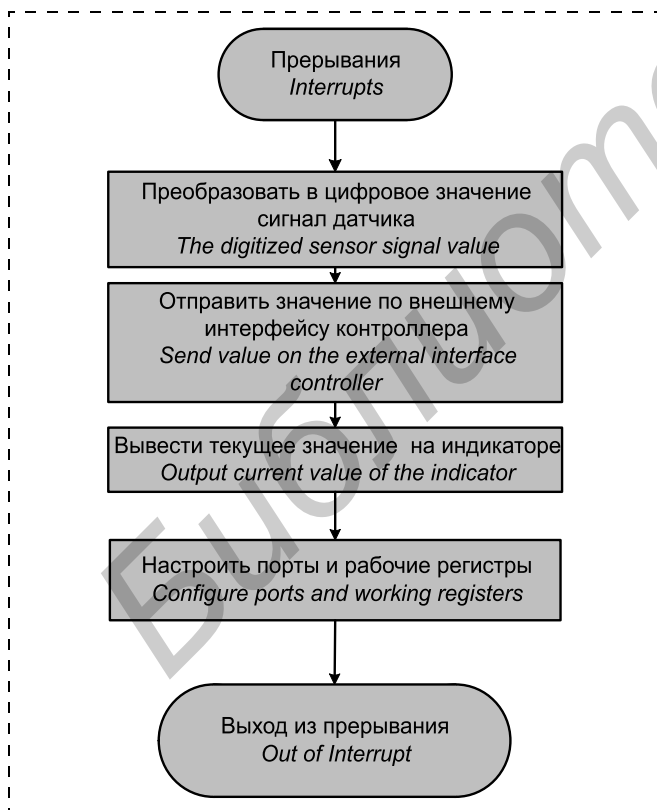 Прерывания
Interrupts
Преобразовать в цифровое значение
сигнал датчика
The digitized sensor signal value
Отправить значение по внешнему
интерфейсу контроллера
Send value on the external interface
controller
Вывести текущее значение на индикаторе
Output current value of the indicator
Настроить порты и рабочие регистры
Configure ports and working registers
Выход из прерывания
Out of Interrupt